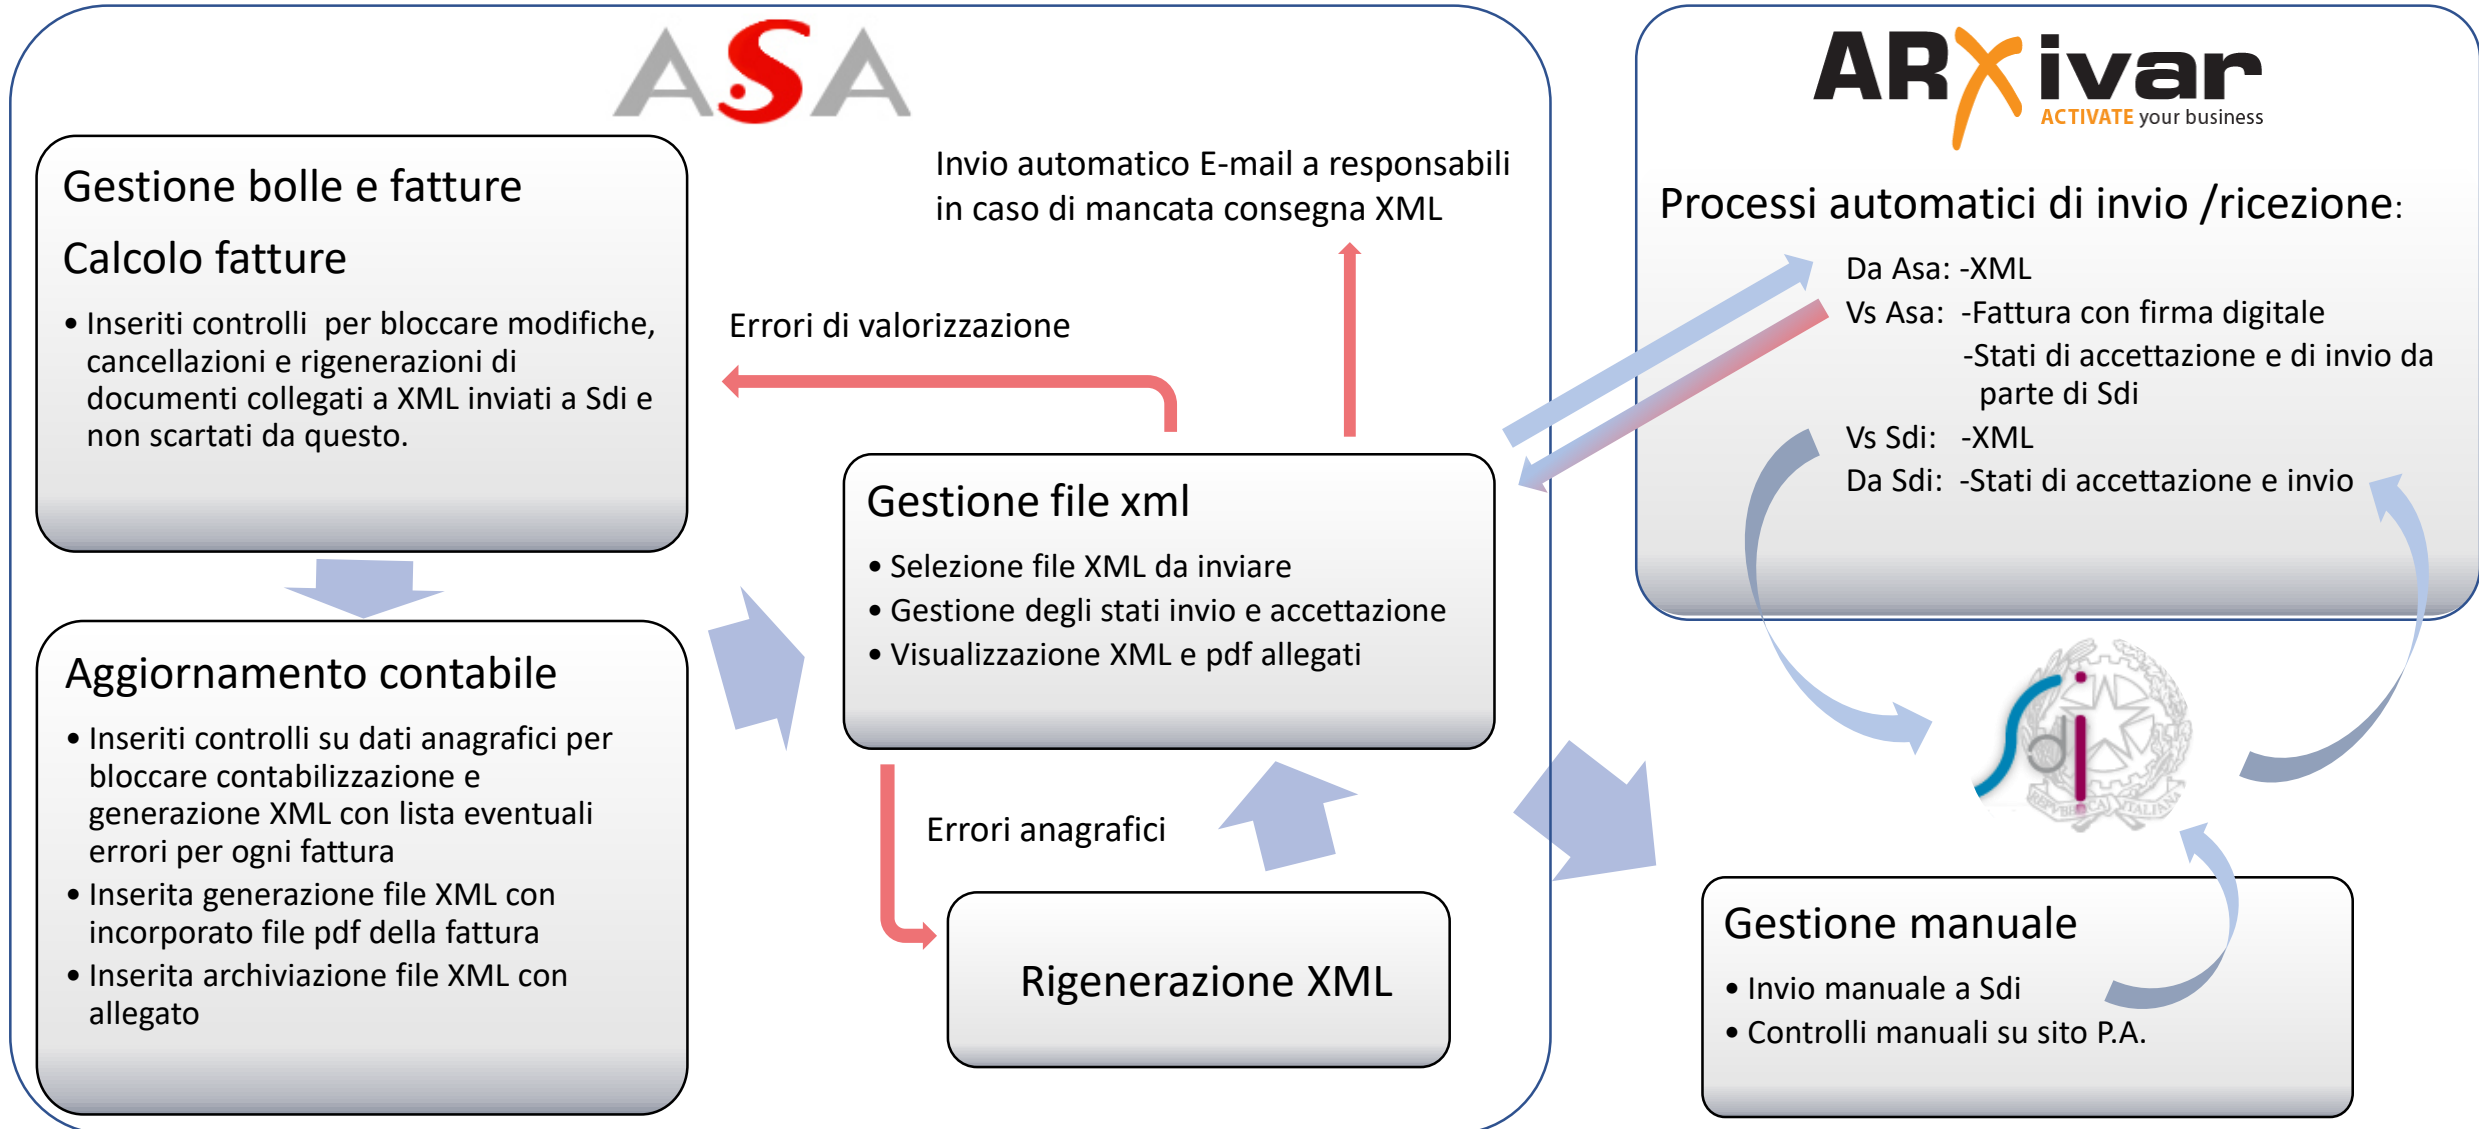 ASA
Gestione bolle e fatture
Calcolo fatture
• Inseriti controlli per bloccare modifiche,
cancellazioni e rigenerazioni di
documenti collegati a XML inviati a Sdi e
non scartati da questo.
Aggiornamento contabile
• Inseriti controlli su dati anagrafici per
bloccare contabilizzazione e
generazione XML con lista eventuali
errori per ogni fattura
• Inserita generazione file XML con
incorporato file pdf della fattura
• Inserita archiviazione file XML con
allegato
Invio automatico E-mail a responsabili
in caso di mancata consegna XML
Errori di valorizzazione
Gestione file xml
• Selezione file XML da inviare
• Gestione degli stati invio e accettazione
• Visualizzazione XML e pdf allegati
Errori anagrafici
Rigenerazione XML
ARXivar
ACTIVATE your business
Processi automatici di invio /ricezione:
Da Asa: -XML
Vs Asa: -Fattura con firma digitale
-Stati di accettazione e di invio da
parte di Sdi
Vs Sdi: -XML
Da Sdi: -Stati di accettazione e invio
Sdi
REPVBBLICA ITALIANA
Gestione manuale
• Invio manuale a Sdi
• Controlli manuali su sito P.A.